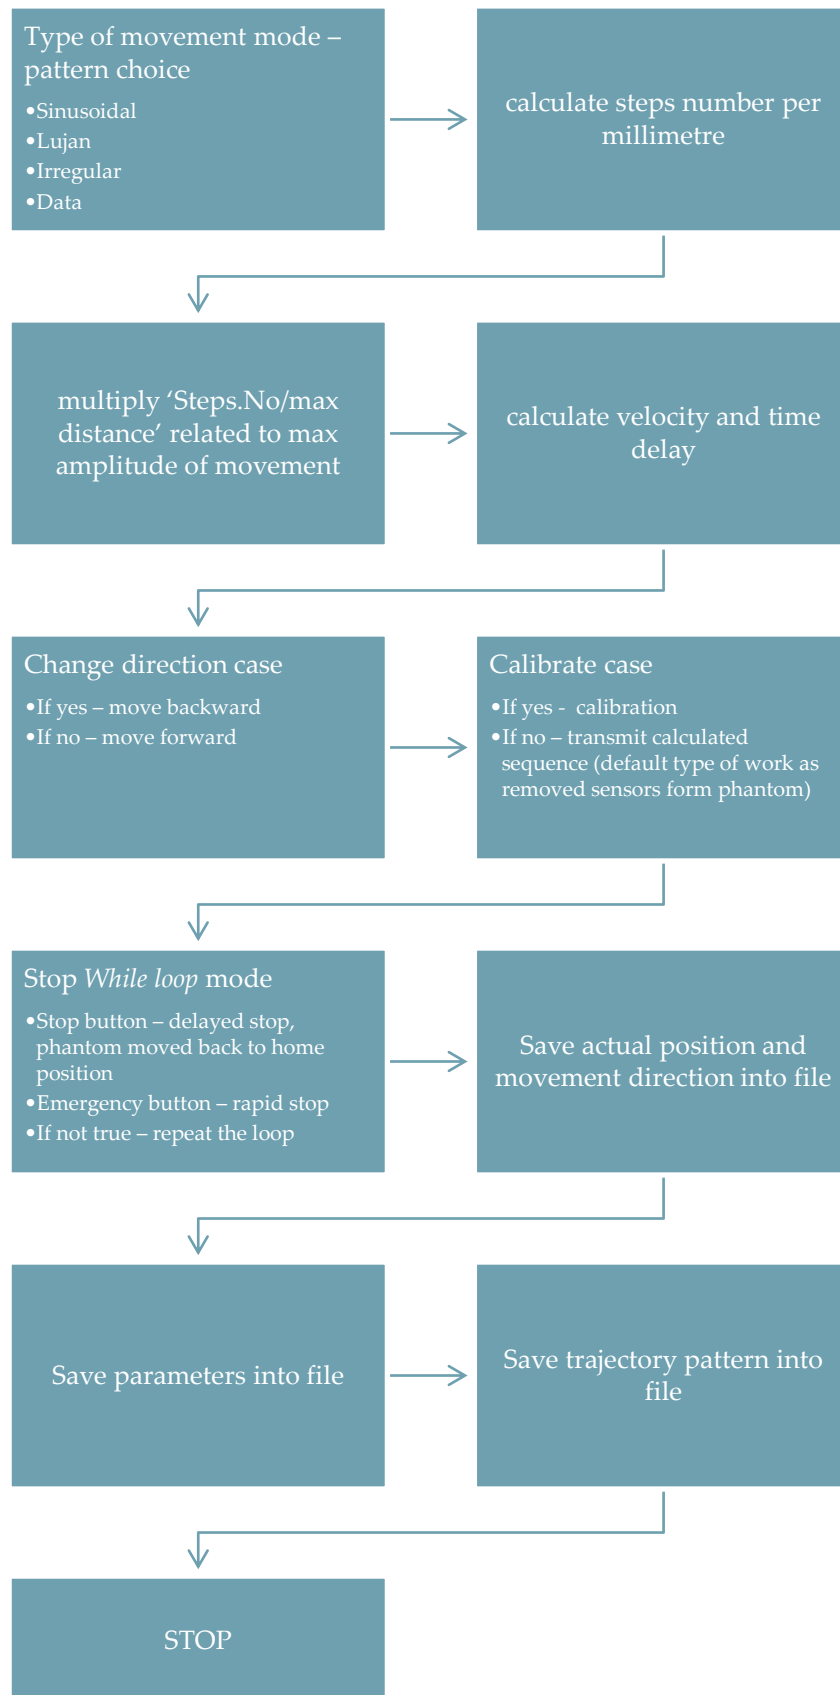 Type of movement mode –
pattern choice
•Sinusoidal
•Lujan
•Irregular
•Data
calculate steps number per
millimetre
multiply ‘Steps.No/max
distance’ related to max
amplitude of movement
calculate velocity and time
delay
Change direction case
•If yes – move backward
•If no – move forward
Calibrate case
•If yes - calibration
•If no – transmit calculated
sequence (default type of work as
removed sensors form phantom)
Stop While loop mode
•Stop button – delayed stop,
phantom moved back to home
position
•Emergency button – rapid stop
•If not true – repeat the loop
Save actual position and
movement direction into file
Save parameters into file
Save trajectory pattern into
file
STOP